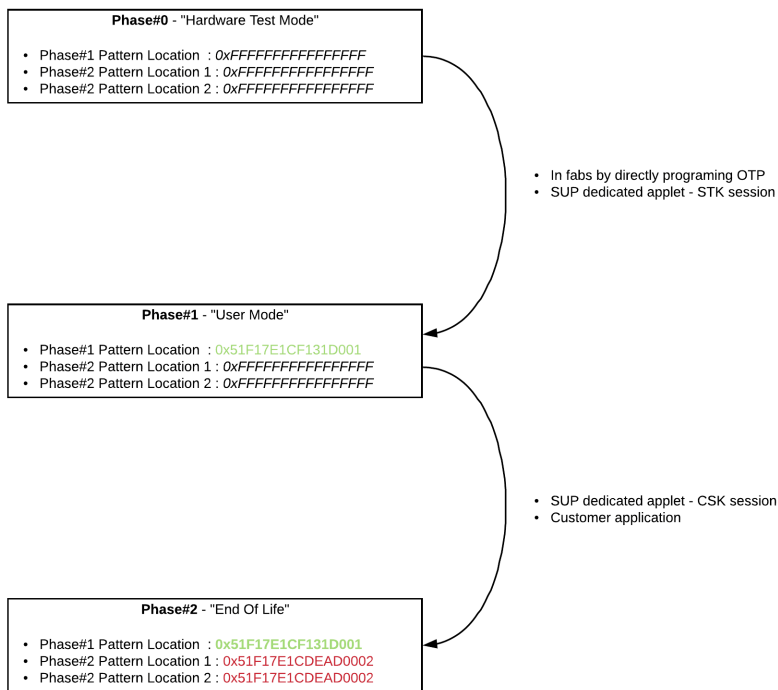 Phase#0 - "Hardware Test Mode"
• Phase#1 Pattern Location : 0xFFFFFFFFFFFFFFFF
• Phase#2 Pattern Location 1 : 0xFFFFFFFFFFFFFFFF
• Phase#2 Pattern Location 2 : 0xFFFFFFFFFFFFFFFF
• In fabs by directly programing OTP
• SUP dedicated applet - STK session
Phase#1 - "User Mode"
• Phase#1 Pattern Location : 0x51F17E1CF131D001
• Phase#2 Pattern Location 1 : 0xFFFFFFFFFFFFFFFF
• Phase#2 Pattern Location 2 : 0xFFFFFFFFFFFFFFFF
• SUP dedicated applet - CSK session
• Customer application
Phase#2 - "End Of Life"
• Phase#1 Pattern Location : 0x51F17E1CF131D001
• Phase#2 Pattern Location 1 : 0x51F17E1CDEAD0002
• Phase#2 Pattern Location 2 : 0x51F17E1CDEAD0002